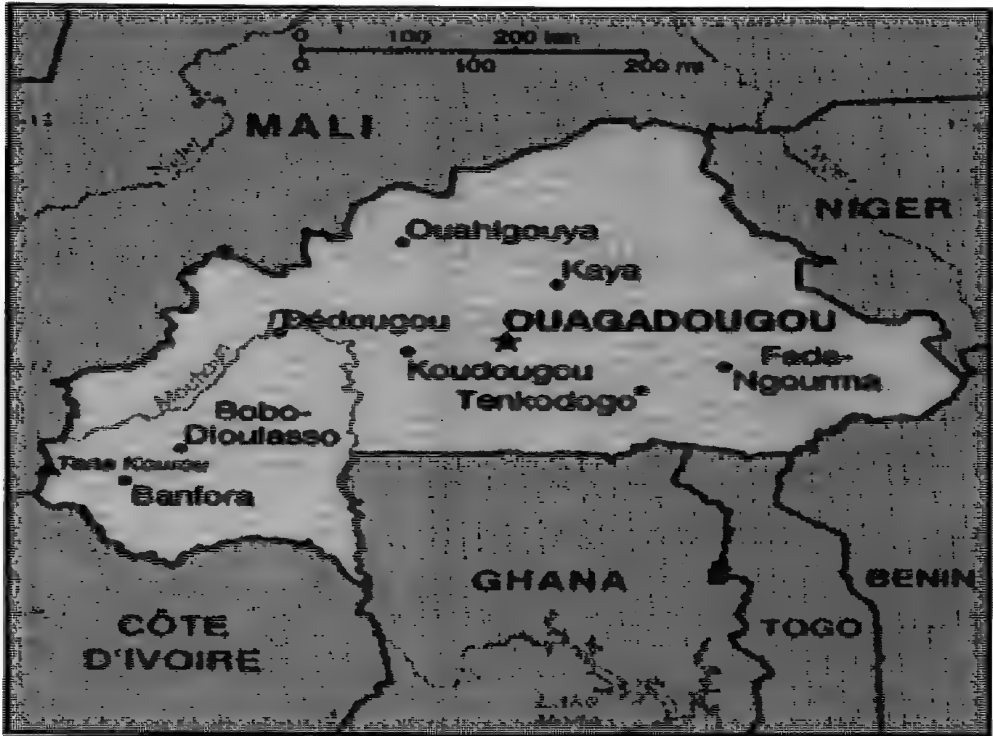 0 100 200 km
0 100 200 mi
MALI
NIGER
Ouahigouya
Kaya
Dédougou
OUAGADOUGOU
Koudougou
Fada-
Ngourma
Tenkodogo
Mouhoun
Bobo-
Dioulasso
Banfora
GHANA
BENIN
TOGO
CÔTE
D'IVOIRE